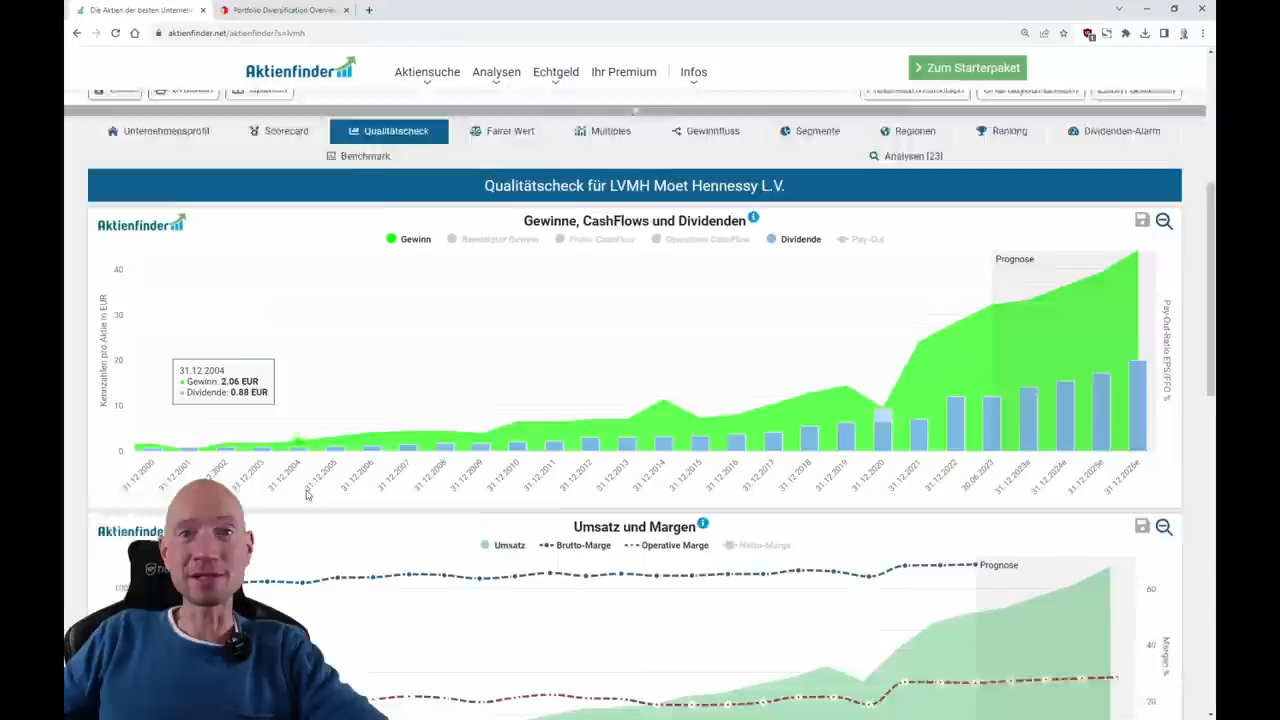 Die Aktien der besten Unternehm
Portfolio Diversification Overview
aktienfinder.net/aktienfinder?s=lvmh
Aktienfinder
Aktiensuche
Analysen
Echtgeld
Ihr Premium
Infos
Zum Starterpaket
Unternehmensprofil
Scorecard
Qualitätscheck
Fairer Wert
Multiples
Gewinnfluss
Segmente
Regionen
Ranking
Dividenden-Alarm
Benchmark
Analysen [23]
Qualitätscheck für LVMH Moet Hennessy L.V.
Aktienfinder
Gewinne, CashFlows und Dividenden
Gewinn
Bereinigter Gewinn
Freier CashFlow
Operativer CashFlow
Dividende
Pay-Out
Prognose
Kennzahlen pro Aktie in EUR
40
30
20
10
0
31.12.2004
Gewinn: 2.06 EUR
Dividende: 0.88 EUR
Pay-Out-Ratio EPS/FFO %
31.12.2000
31.12.2001
31.12.2002
31.12.2003
31.12.2004
31.12.2005
31.12.2006
31.12.2007
31.12.2008
31.12.2009
31.12.2010
31.12.2011
31.12.2012
31.12.2013
31.12.2014
31.12.2015
31.12.2016
31.12.2017
31.12.2018
31.12.2019
31.12.2020
31.12.2021
31.12.2022
30.06.2023
31.12.2023e
31.12.2024e
31.12.2025e
31.12.2026e
Aktienfinder
Umsatz und Margen
Umsatz
Brutto-Marge
Operative Marge
Netto-Marge
Prognose
60
40
20
Margen %